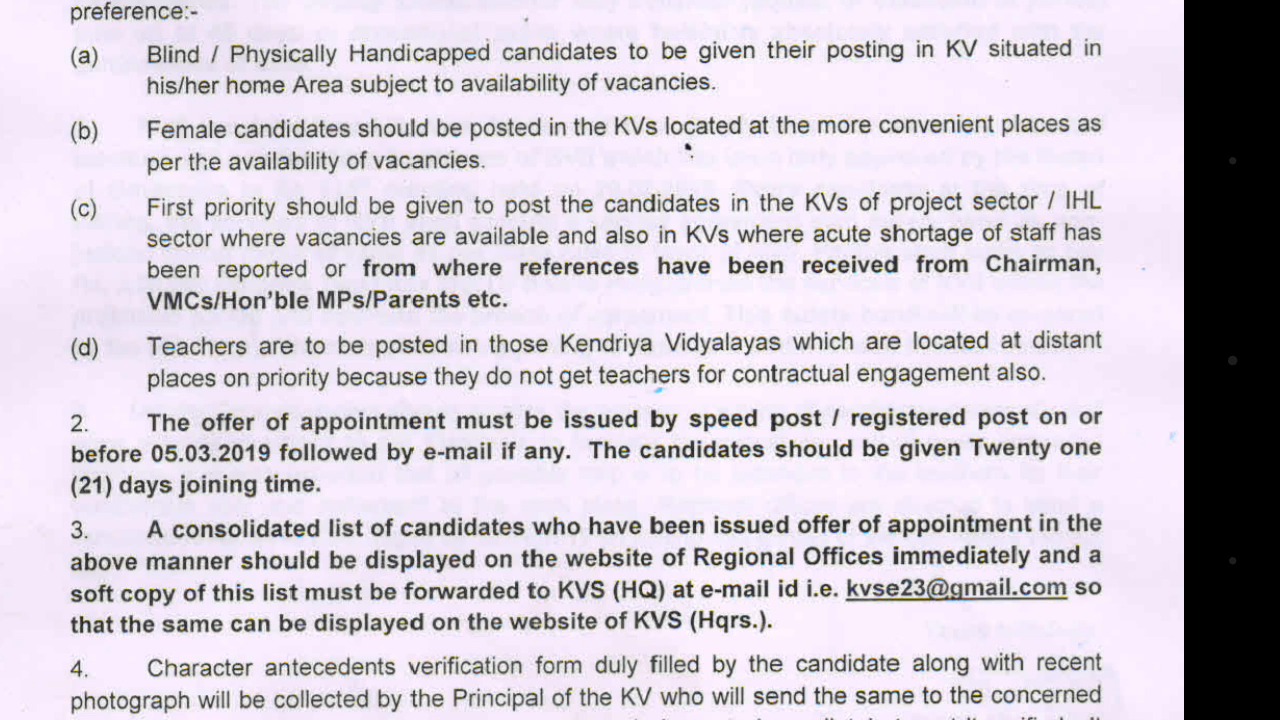 preference:-
(a) Blind / Physically Handicapped candidates to be given their posting in KV situated in
his/her home Area subject to availability of vacancies.
(b) Female candidates should be posted in the KVs located at the more convenient places as
per the availability of vacancies.
(c) First priority should be given to post the candidates in the KVs of project sector / IHL
sector where vacancies are available and also in KVs where acute shortage of staff has
been reported or from where references have been received from Chairman,
VMCs/Hon'ble MPs/Parents etc.
(d) Teachers are to be posted in those Kendriya Vidyalayas which are located at distant
places on priority because they do not get teachers for contractual engagement also.
2. The offer of appointment must be issued by speed post / registered post on or
before 05.03.2019 followed by e-mail if any. The candidates should be given Twenty one
(21) days joining time.
3. A consolidated list of candidates who have been issued offer of appointment in the
above manner should be displayed on the website of Regional Offices immediately and a
soft copy of this list must be forwarded to KVS (HQ) at e-mail id i.e. kvse23@gmail.com so
that the same can be displayed on the website of KVS (Hqrs.).
4. Character antecedents verification form duly filled by the candidate along with recent
photograph will be collected by the Principal of the KV who will send the same to the concerned